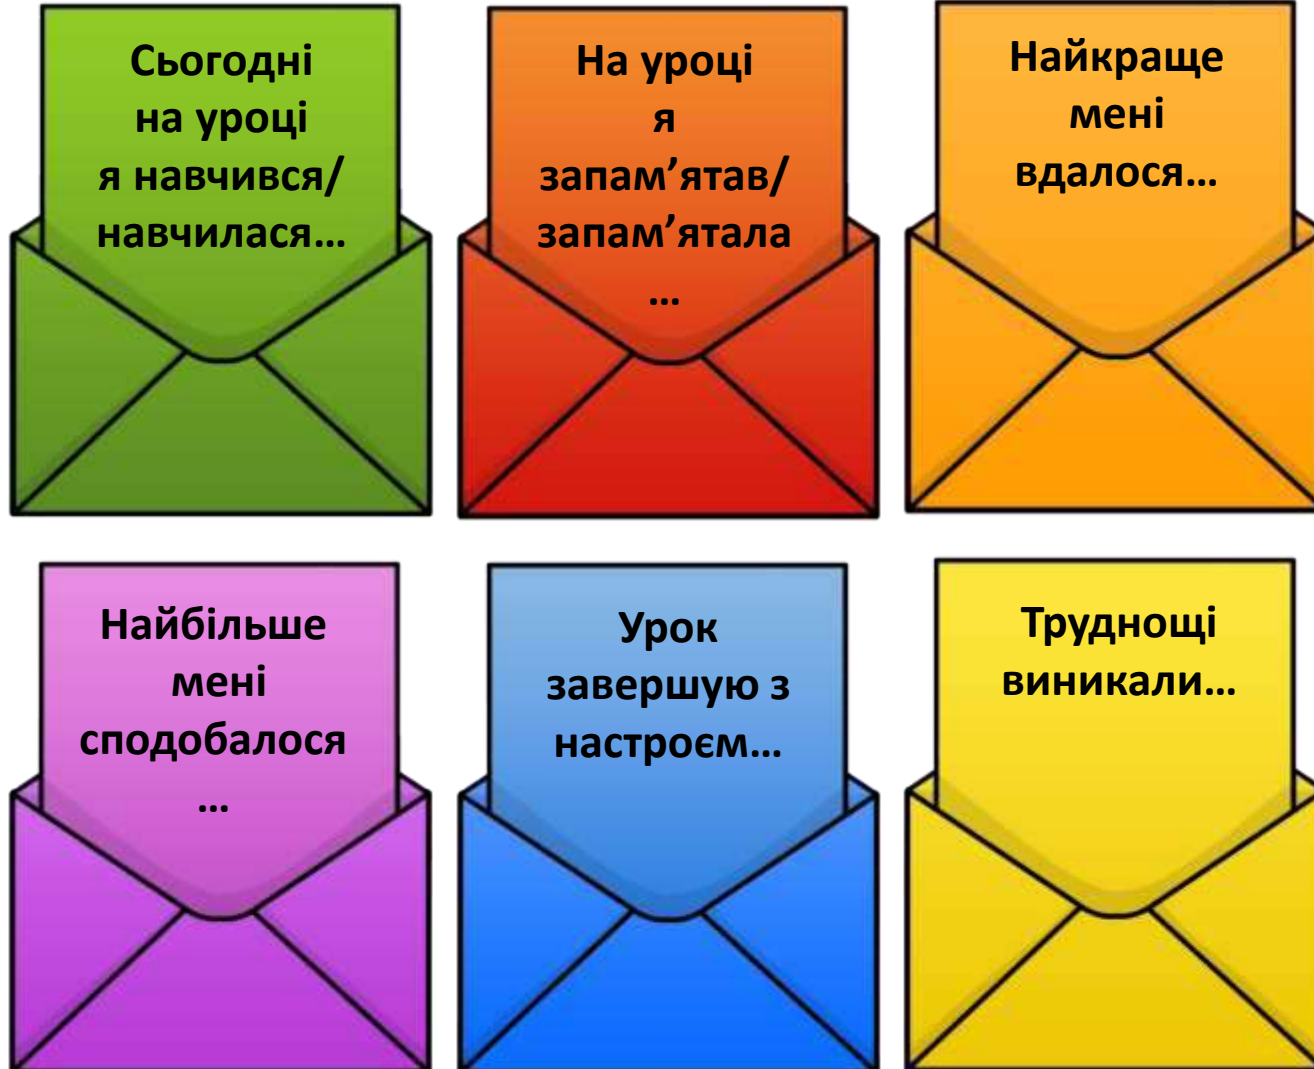 Сьогодні
на уроці
я навчився/
навчилася…
На уроці
я
запам’ятав/
запам’ятала
…
Найкраще
мені
вдалося…
Найбільше
мені
сподобалося
…
Урок
завершую з
настроєм…
Труднощі
виникали…